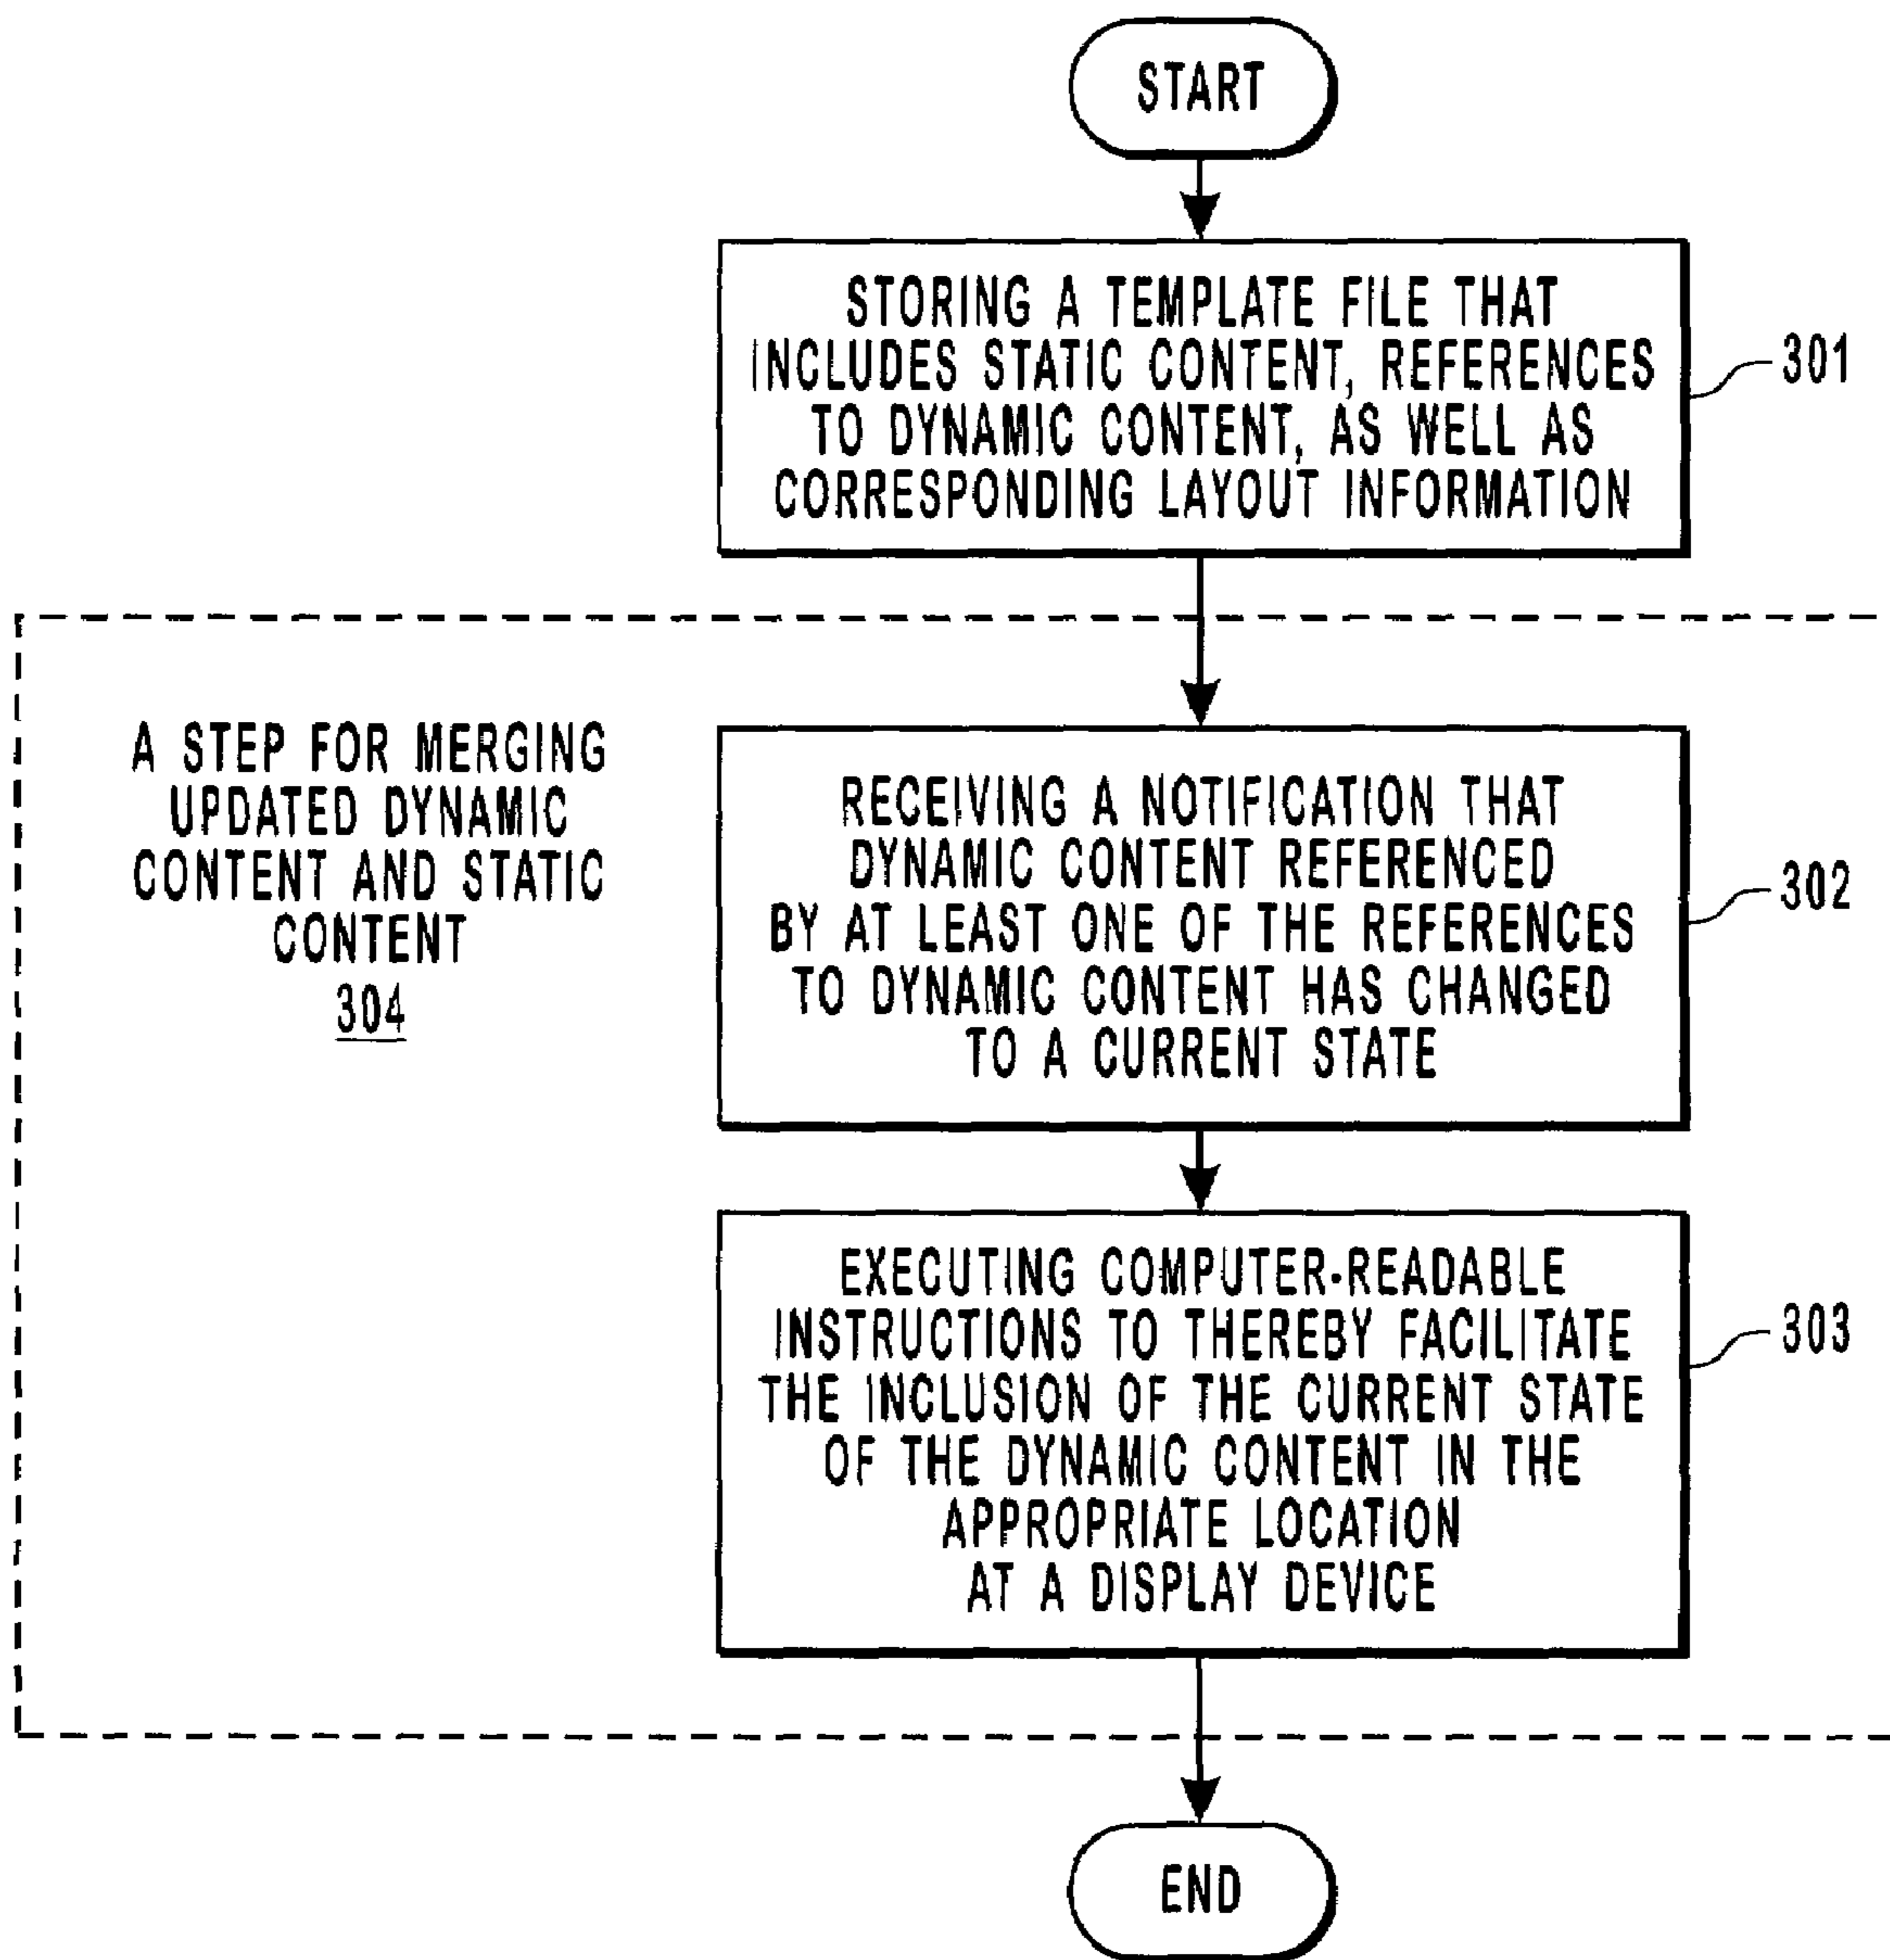 START
STORING A TEMPLATE FILE THAT
INCLUDES STATIC CONTENT, REFERENCES
TO DYNAMIC CONTENT, AS WELL AS
CORRESPONDING LAYOUT INFORMATION
301
A STEP FOR MERGING
UPDATED DYNAMIC
CONTENT AND STATIC
CONTENT
304
RECEIVING A NOTIFICATION THAT
DYNAMIC CONTENT REFERENCED
BY AT LEAST ONE OF THE REFERENCES
TO DYNAMIC CONTENT HAS CHANGED
TO A CURRENT STATE
302
EXECUTING COMPUTER-READABLE
INSTRUCTIONS TO THEREBY FACILITATE
THE INCLUSION OF THE CURRENT STATE
OF THE DYNAMIC CONTENT IN THE
APPROPRIATE LOCATION
AT A DISPLAY DEVICE
303
END